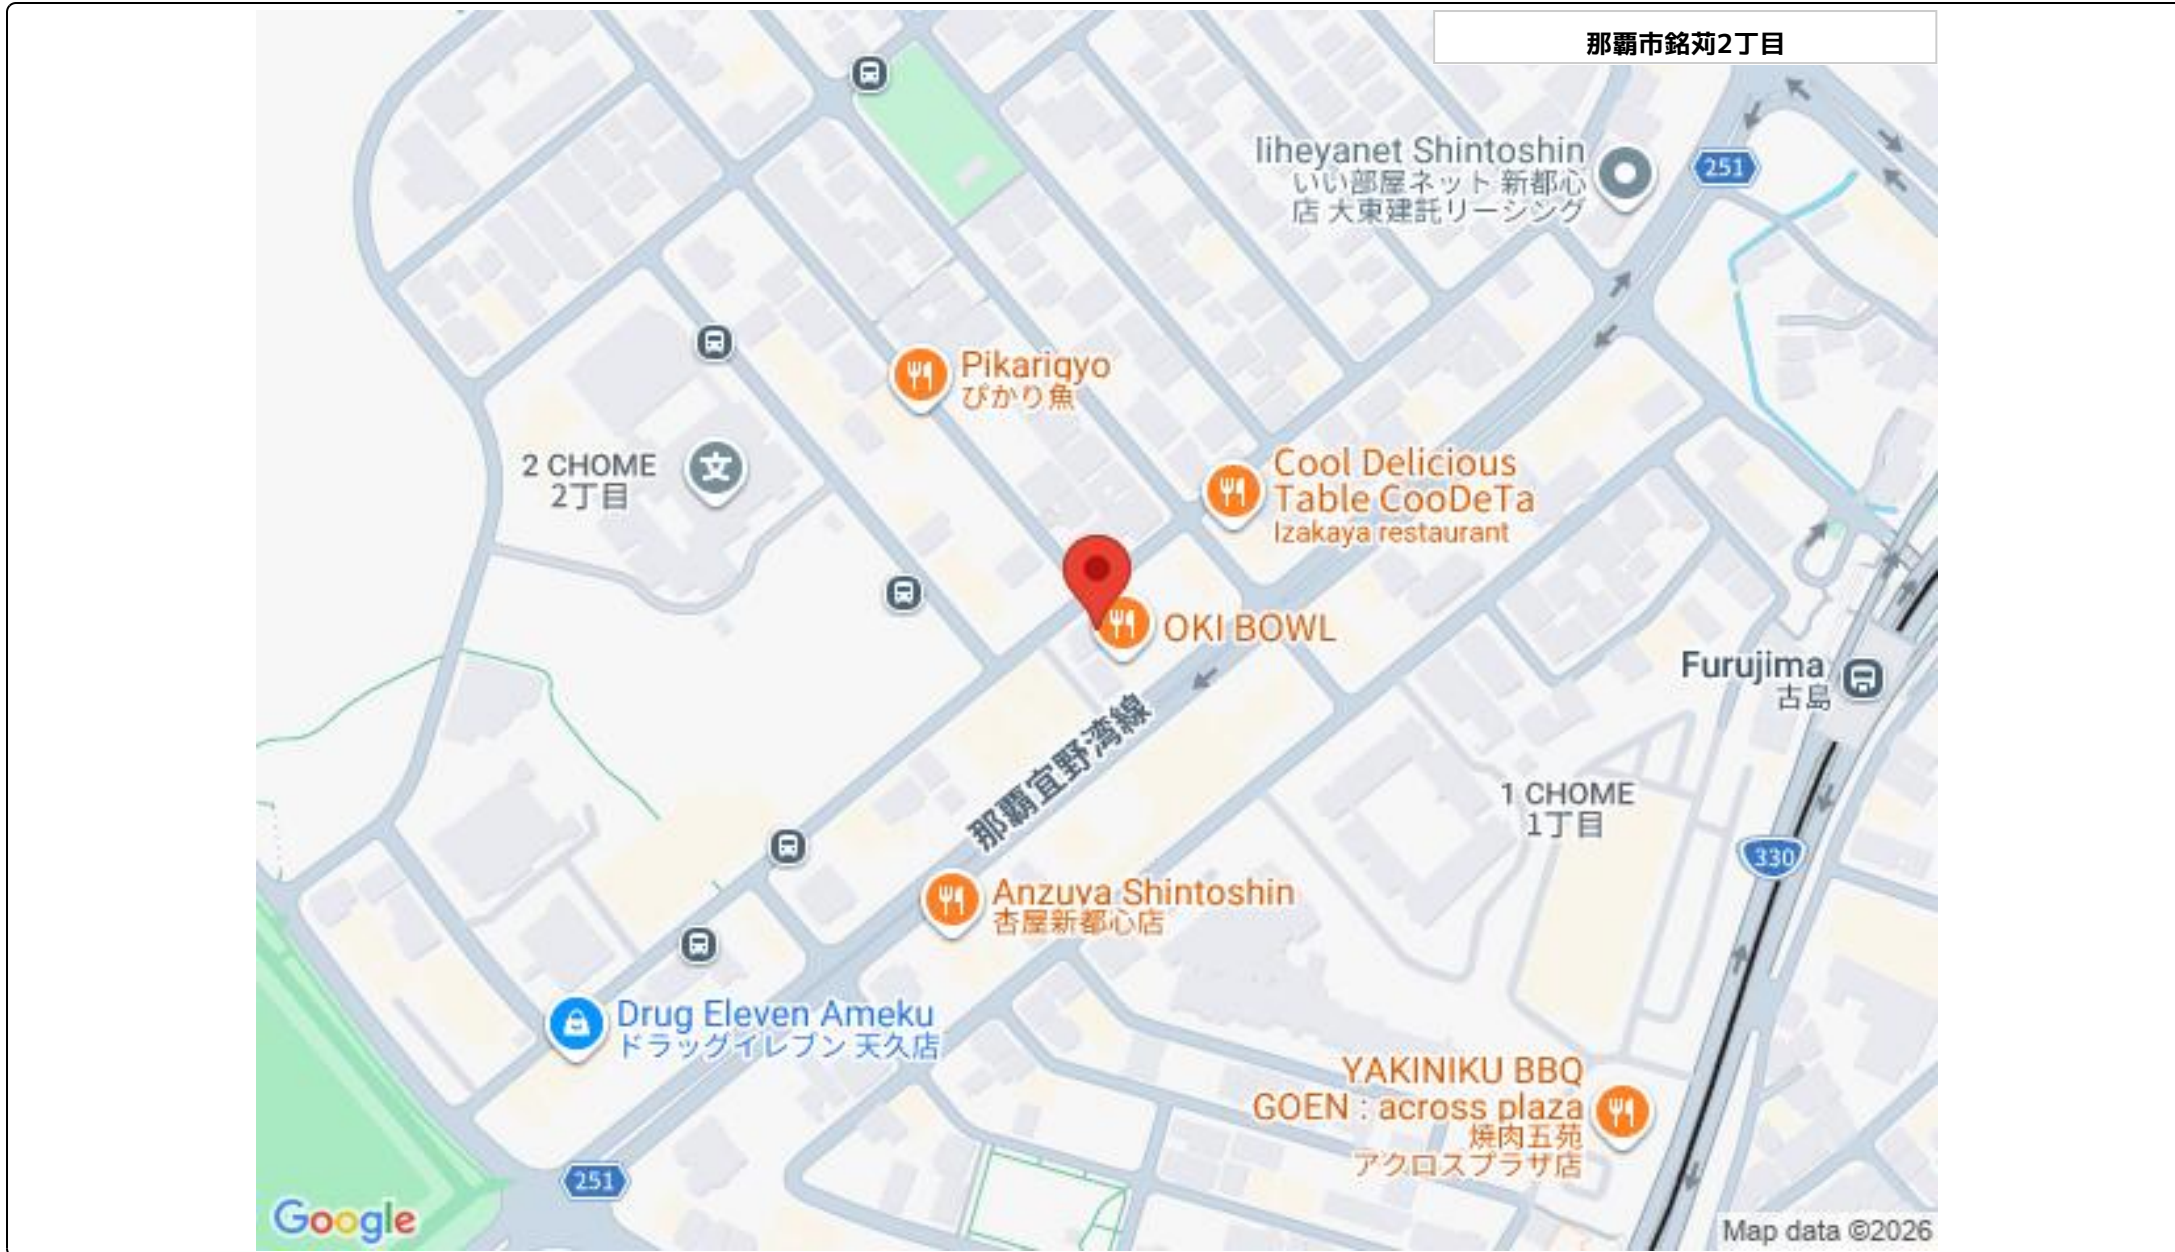 那覇市銘苅2丁目
Iiheyanet Shintoshin
いい部屋ネット 新都心
店 大東建託リーシング
251
Pikarigyo
ぴかり魚
2 CHOME
2丁目
文
Cool Delicious
Table CooDeTa
Izakaya restaurant
OKI BOWL
Furujima
古島
那覇宜野湾線
1 CHOME
1丁目
330
Anzuya Shintoshin
杏屋新都心店
Drug Eleven Ameku
ドラッグイレブン 天久店
YAKINIKU BBQ
GOEN : across plaza
焼肉五苑
アクロスプラザ店
251
Google
Map data ©2026